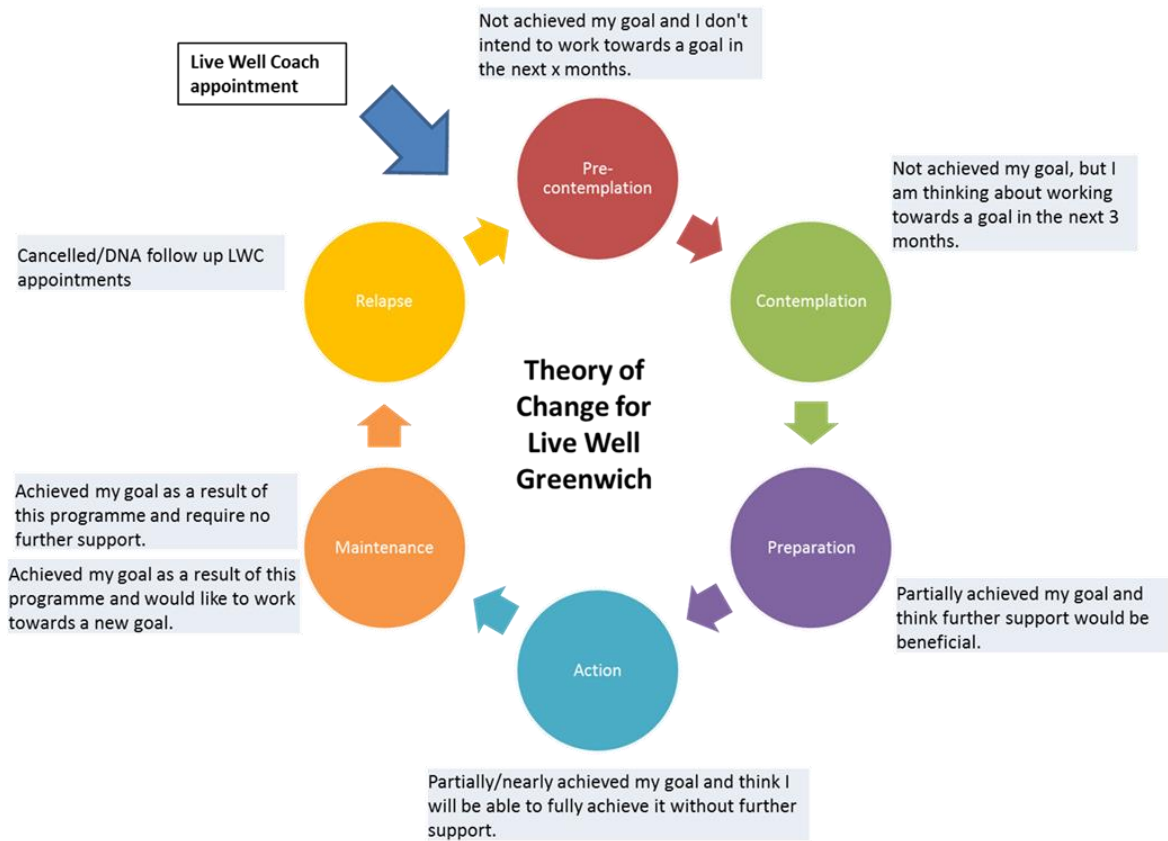 Not achieved my goal and I don't
intend to work towards a goal in
the next x months.
Live Well Coach
appointment
Pre-
contemplation
Not achieved my goal, but I
am thinking about working
towards a goal in the next 3
months.
Cancelled/DNA follow up LWC
appointments
Relapse
Contemplation
Theory of
Change for
Live Well
Greenwich
Achieved my goal as a result of
this programme and require no
further support.
Achieved my goal as a result of this
programme and would like to work
towards a new goal.
Maintenance
Preparation
Partially achieved my goal and
think further support would be
beneficial.
Action
Partially/nearly achieved my goal and think I
will be able to fully achieve it without further
support.